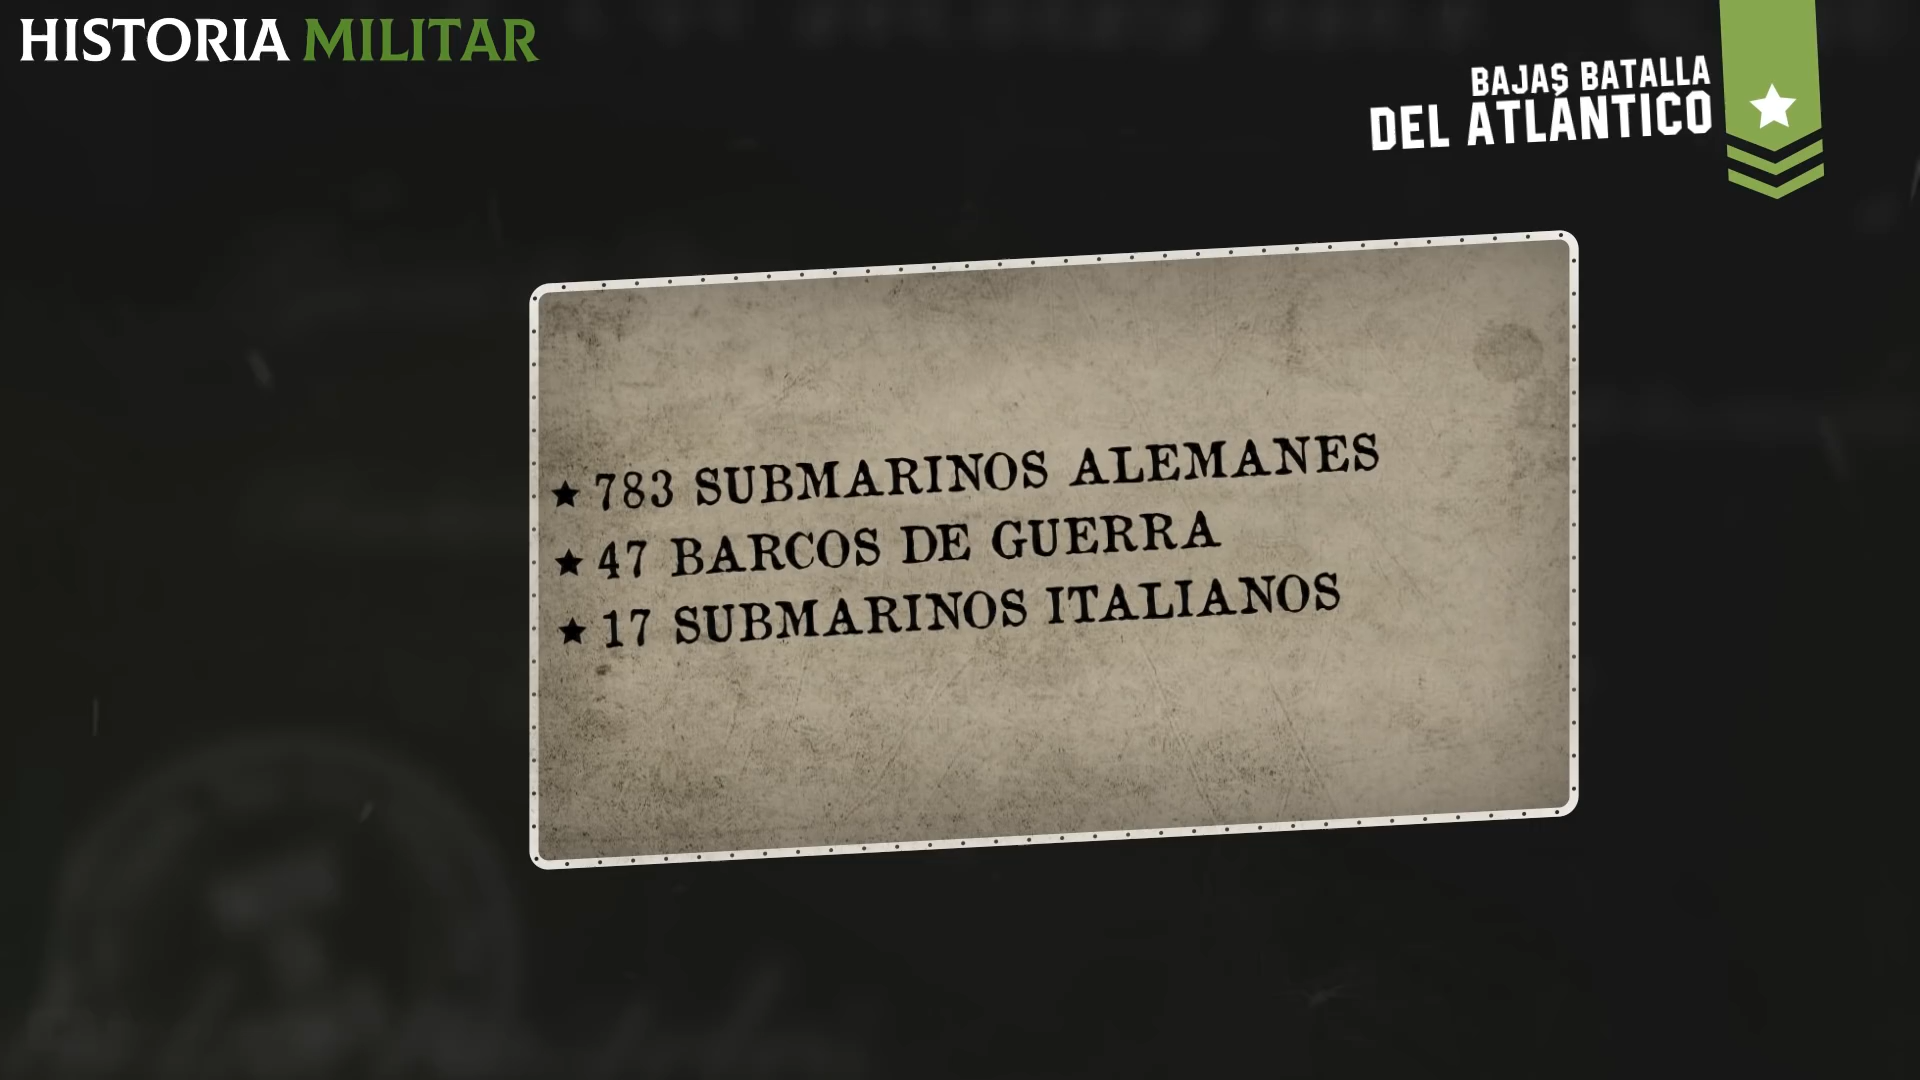 HISTORIA MILITAR
BAJAS BATALLA
DEL ATLÁNTICO
★ 783 SUBMARINOS ALEMANES
★ 47 BARCOS DE GUERRA
★ 17 SUBMARINOS ITALIANOS